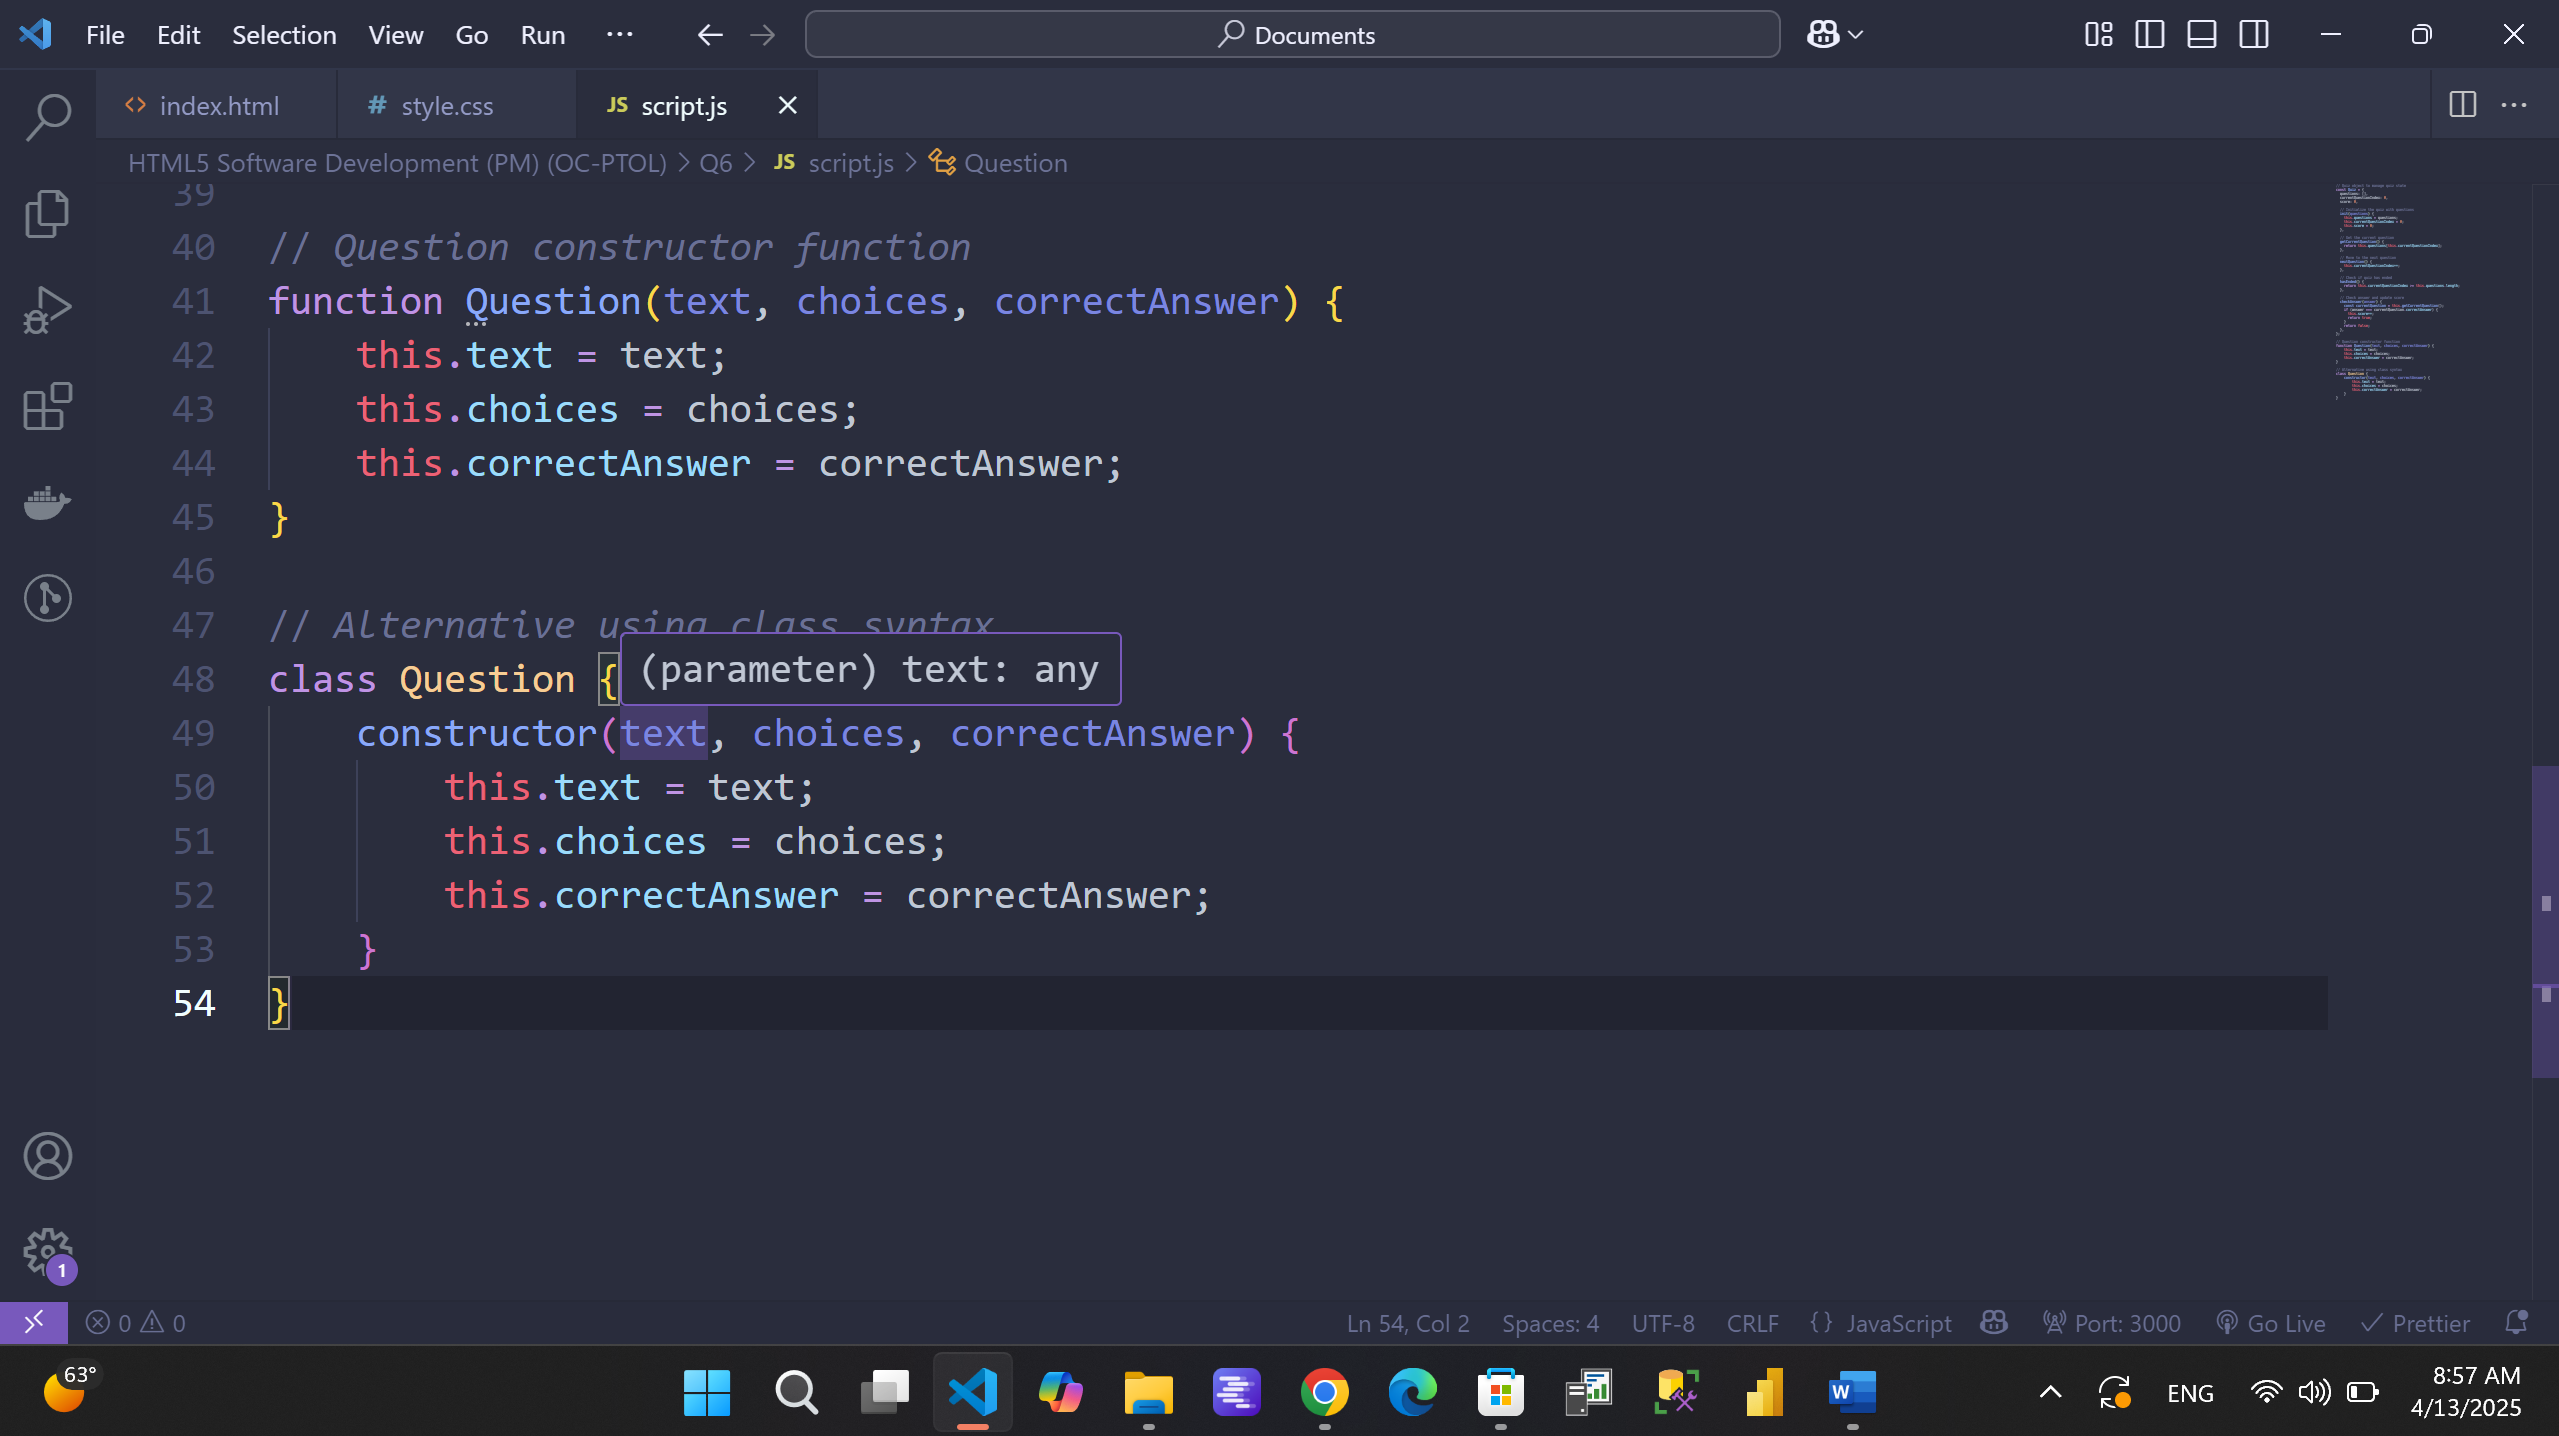 File Edit Selection View Go Run ··· Documents
index.html # style.css JS script.js
HTML5 Software Development (PM) (OC-PTOL) > Q6 > JS script.js > Question
39
40 // Question constructor function
41 function Question(text, choices, correctAnswer) {
42 this.text = text;
43 this.choices = choices;
44 this.correctAnswer = correctAnswer;
45 }
46
47 // Alternative using class syntax
48 class Question { (parameter) text: any
49 constructor(text, choices, correctAnswer) {
50 this.text = text;
51 this.choices = choices;
52 this.correctAnswer = correctAnswer;
53 }
54 }
1
0 0 Ln 54, Col 2 Spaces: 4 UTF-8 CRLF {} JavaScript Port: 3000 Go Live Prettier
63° W ENG 8:57 AM
4/13/2025